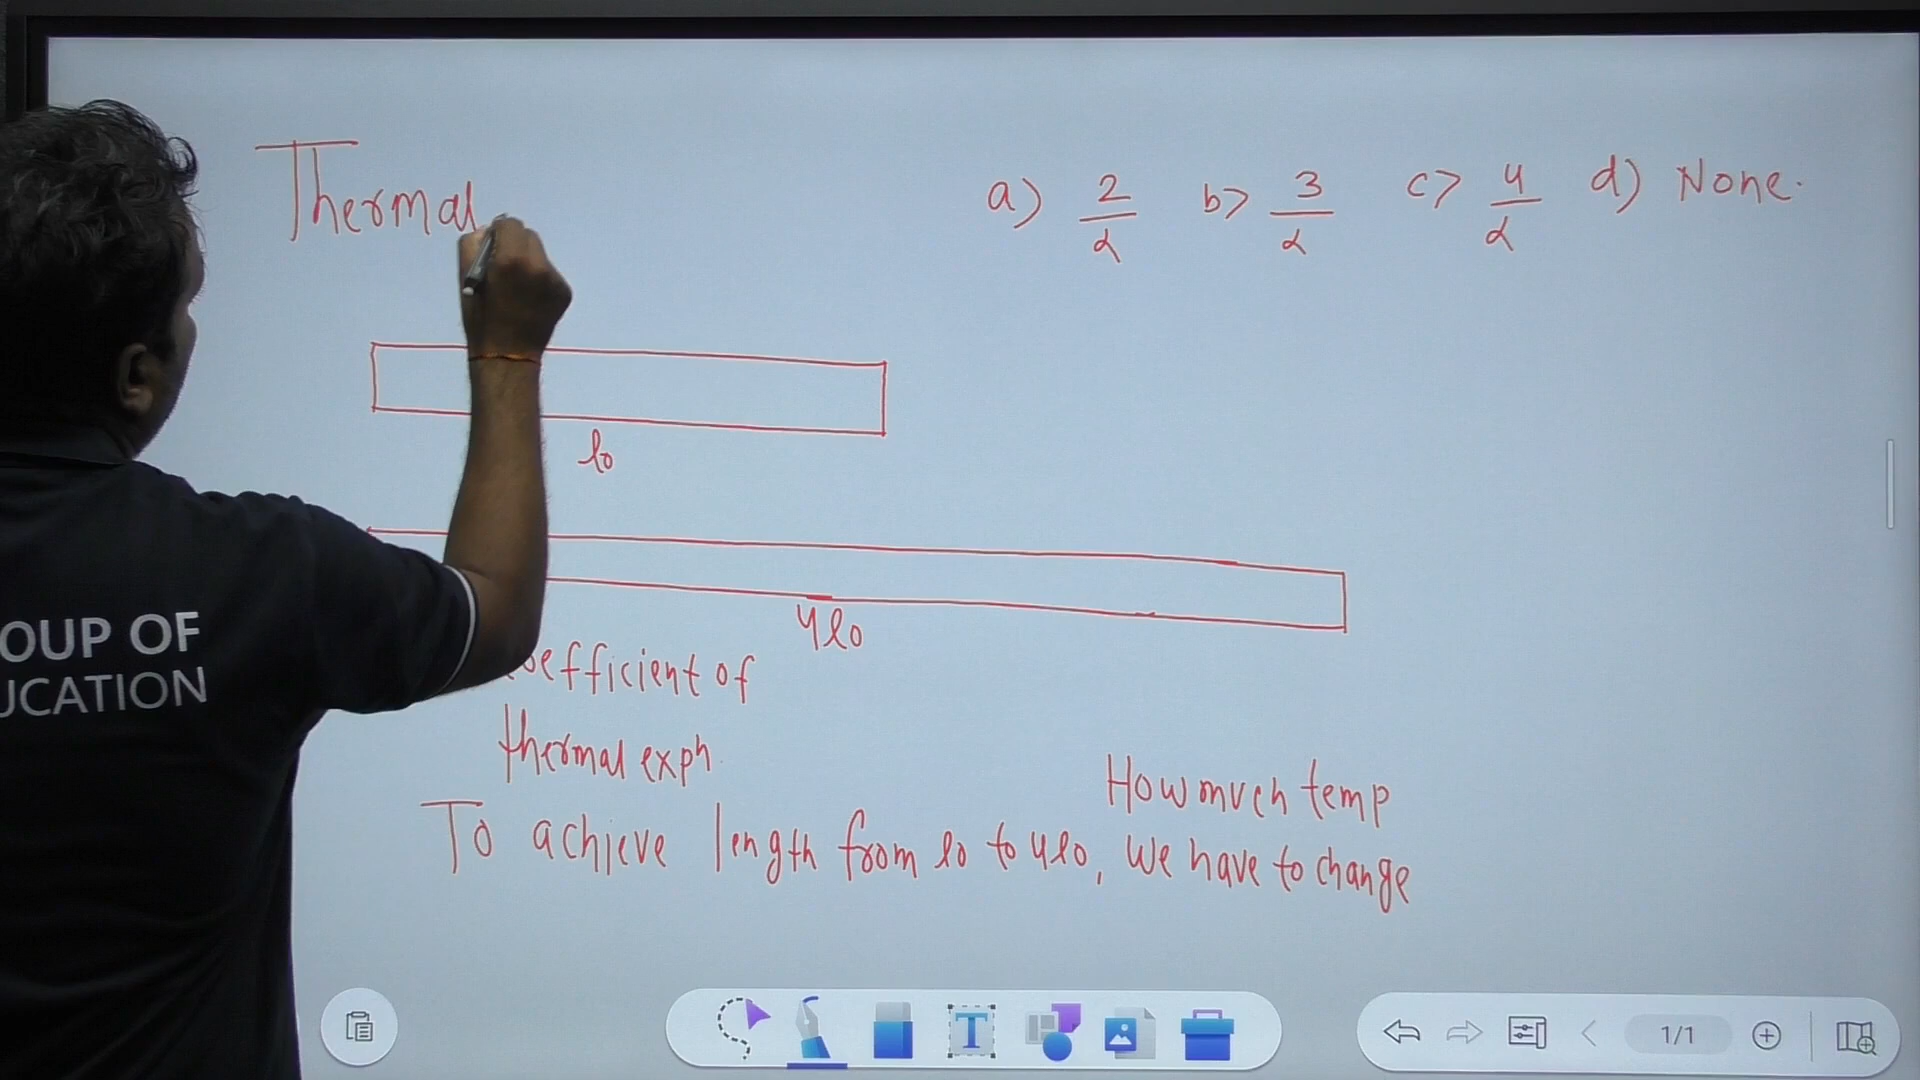 Thermal
a) 2/α b> 3/α c> 4/α d) None.
l0
4l0
oefficient of
thermal expn.
How much temp
To achieve length from l0 to 4l0, we have to change
OUP OF
UCATION
T
1/1